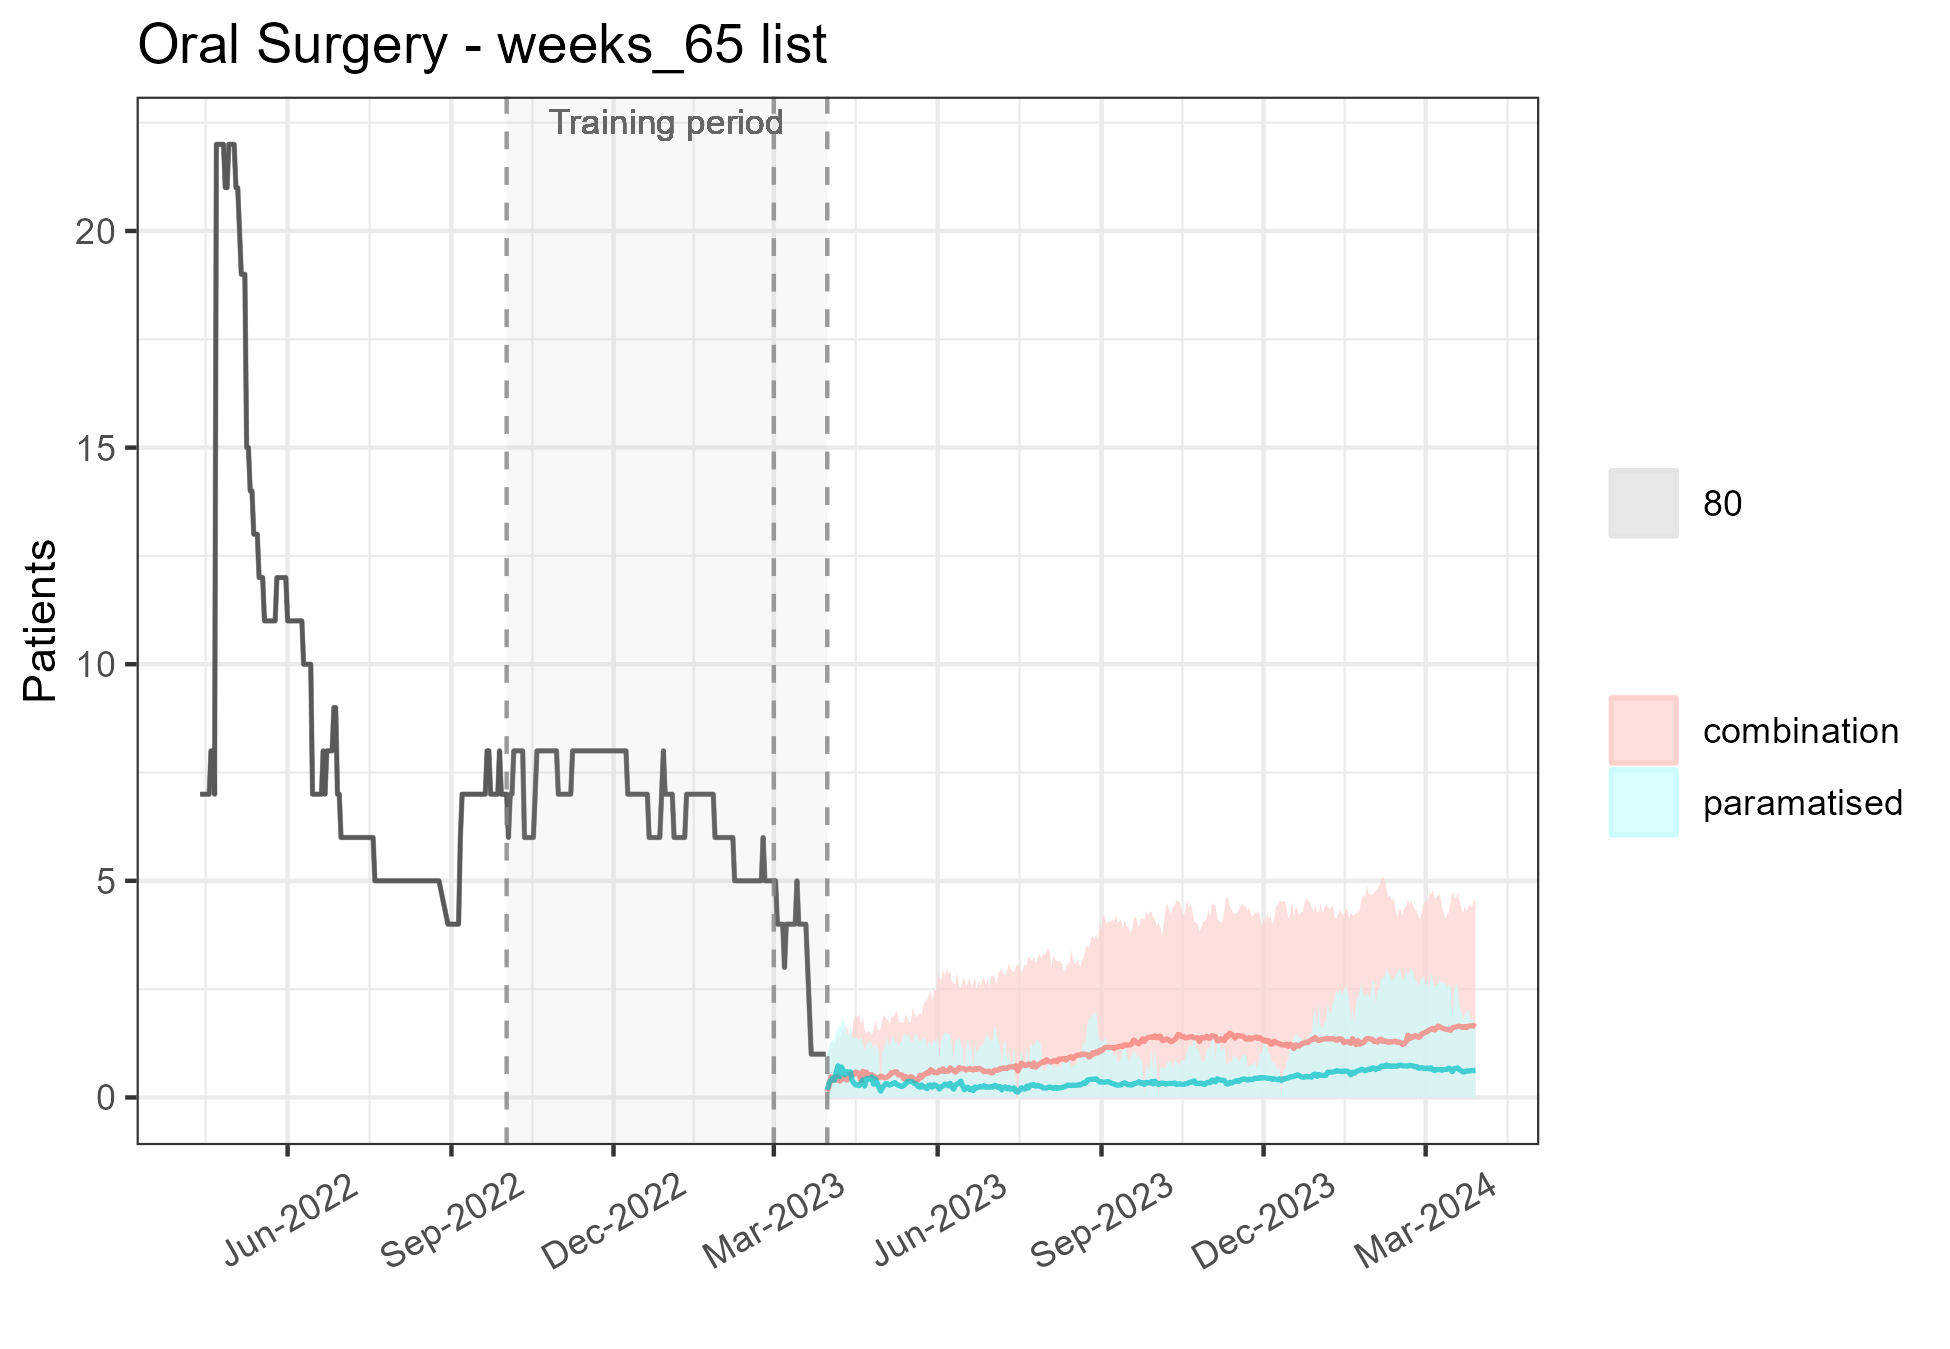 Oral Surgery - weeks_65 list
Training period
Patients
20
15
10
5
0
Jun-2022
Sep-2022
Dec-2022
Mar-2023
Jun-2023
Sep-2023
Dec-2023
Mar-2024
80
combination
paramatised